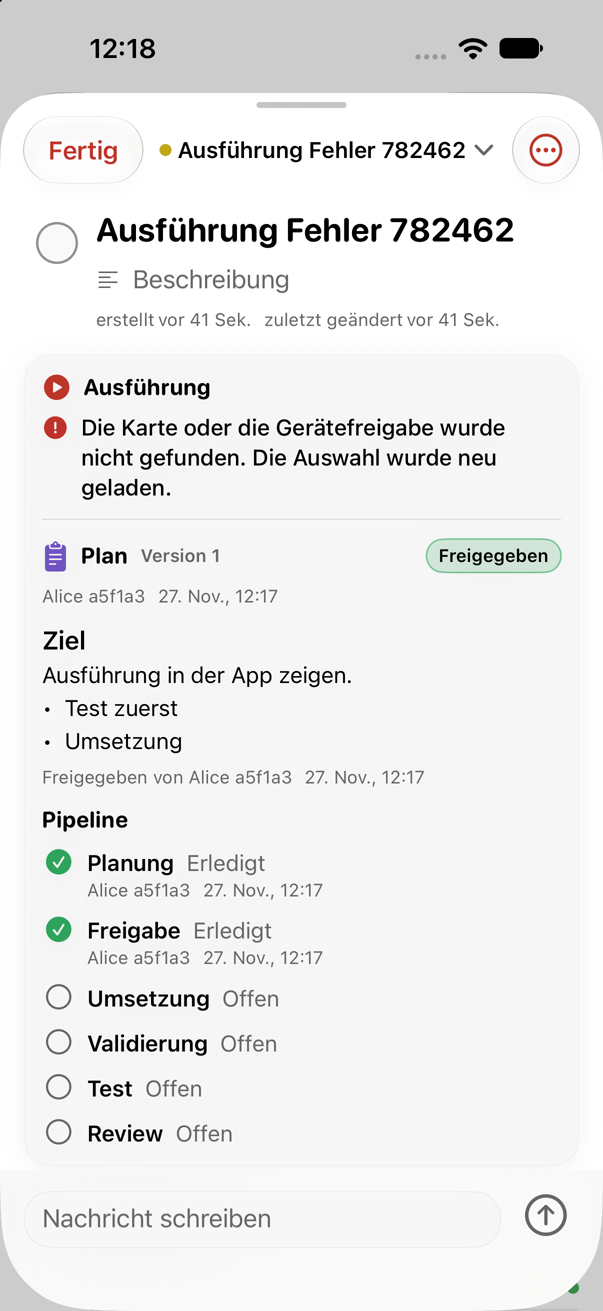 12:18
Fertig
Ausführung Fehler 782462
Ausführung Fehler 782462
Beschreibung
erstellt vor 41 Sek. zuletzt geändert vor 41 Sek.
Ausführung
Die Karte oder die Gerätefreigabe wurde
nicht gefunden. Die Auswahl wurde neu
geladen.
Plan Version 1 Freigegeben
Alice a5f1a3 27. Nov., 12:17
Ziel
Ausführung in der App zeigen.
• Test zuerst
• Umsetzung
Freigegeben von Alice a5f1a3 27. Nov., 12:17
Pipeline
Planung Erledigt
Alice a5f1a3 27. Nov., 12:17
Freigabe Erledigt
Alice a5f1a3 27. Nov., 12:17
Umsetzung Offen
Validierung Offen
Test Offen
Review Offen
Nachricht schreiben